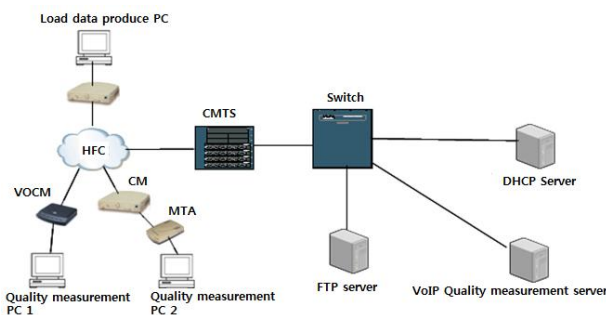 Load data produce PC
CMTS
Switch
HFC
DHCP Server
VOCM
CM
MTA
FTP server
VoIP Quality measurement server
Quality measurement
PC 1
Quality measurement
PC 2